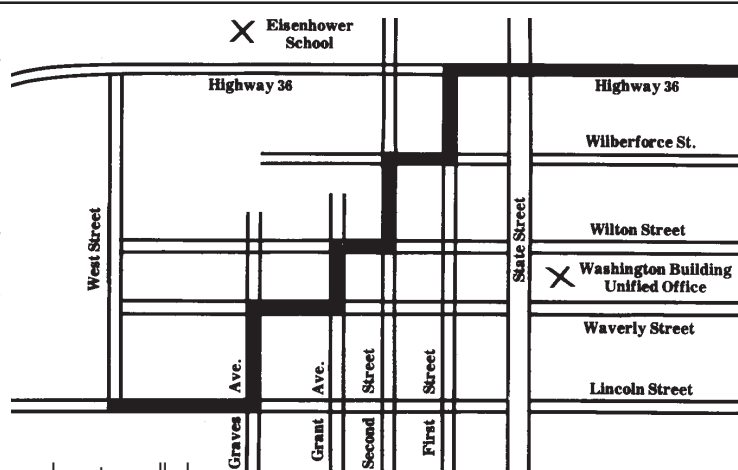 Eisenhower
School
Highway 36
Highway 36
Wilberforce St.
West Street
State Street
Wilton Street
Washington Building
Unified Office
Waverly Street
Graves Ave.
Grant Ave.
Second Street
First Street
Lincoln Street